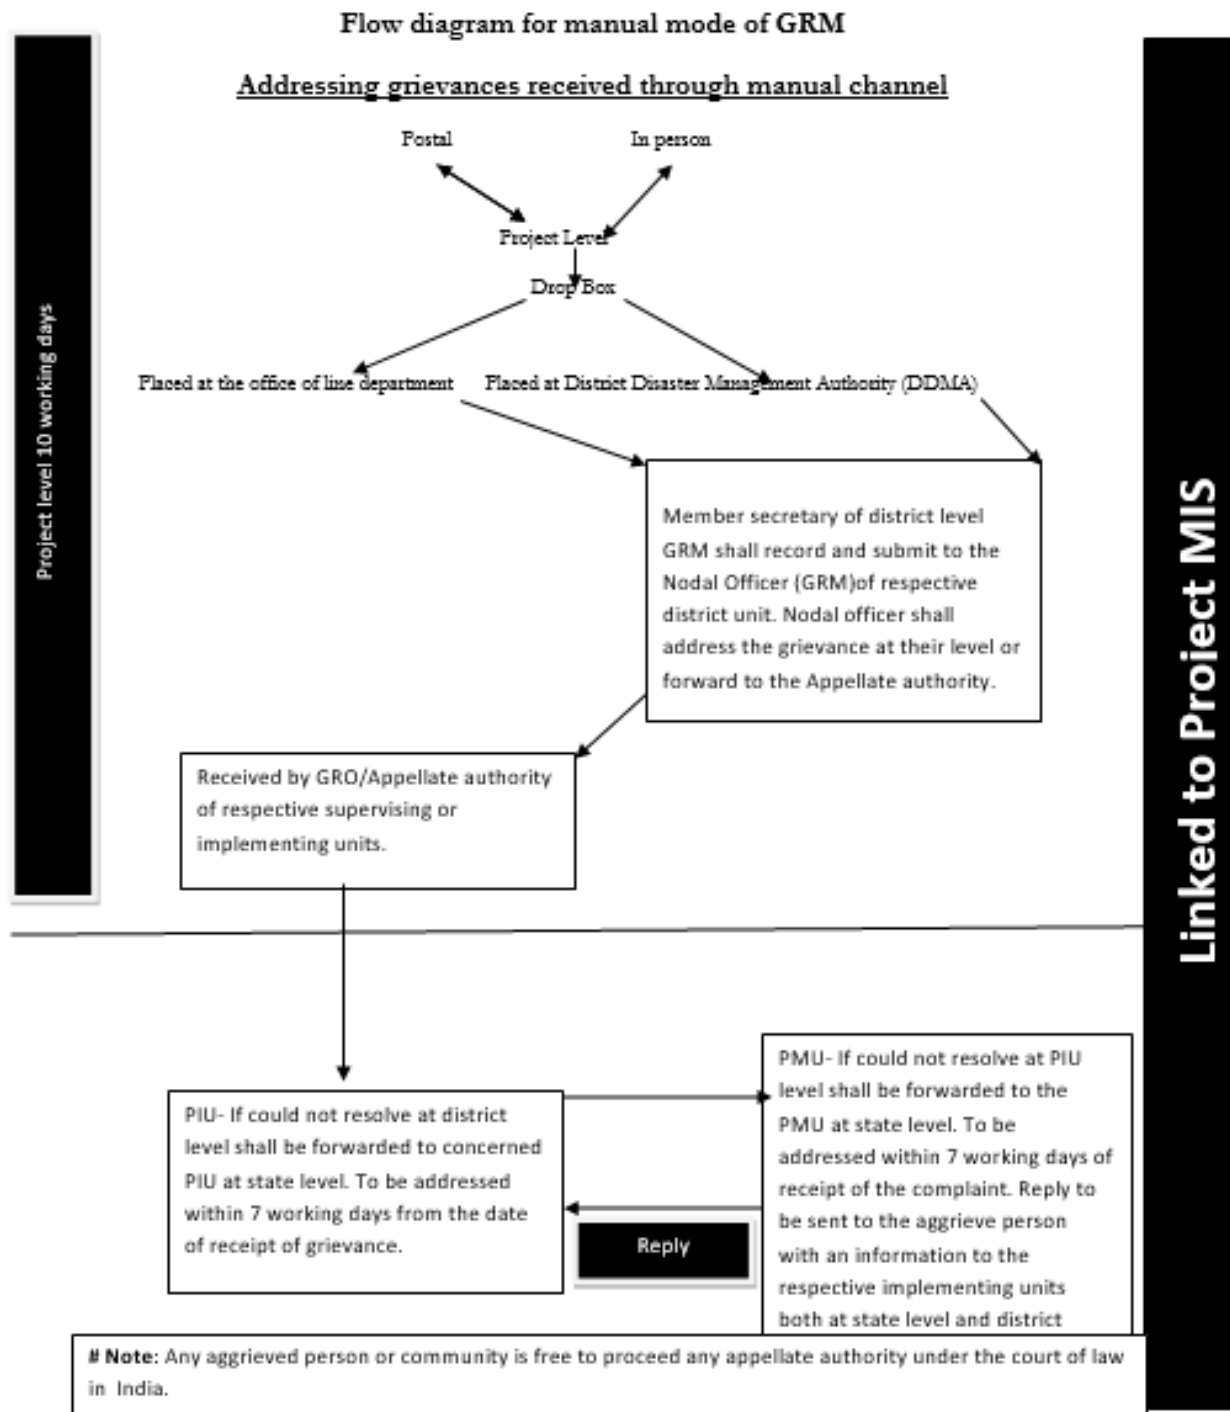 Flow diagram for manual mode of GRM
Addressing grievances received through manual channel
Postal
In person
Project Level
Drop Box
Placed at the office of line department
Placed at District Disaster Management Authority (DDMA)
Project level 10 working days
Member secretary of district level
GRM shall record and submit to the
Nodal Officer (GRM)of respective
district unit. Nodal officer shall
address the grievance at their level or
forward to the Appellate authority.
Received by GRO/Appellate authority
of respective supervising or
implementing units.
Linked to Project MIS
PIU- If could not resolve at district
level shall be forwarded to concerned
PIU at state level. To be addressed
within 7 working days from the date
of receipt of grievance.
Reply
PMU- If could not resolve at PIU
level shall be forwarded to the
PMU at state level. To be
addressed within 7 working days of
receipt of the complaint. Reply to
be sent to the aggrieve person
with an information to the
respective implementing units
both at state level and district
# Note: Any aggrieved person or community is free to proceed any appellate authority under the court of law
in India.